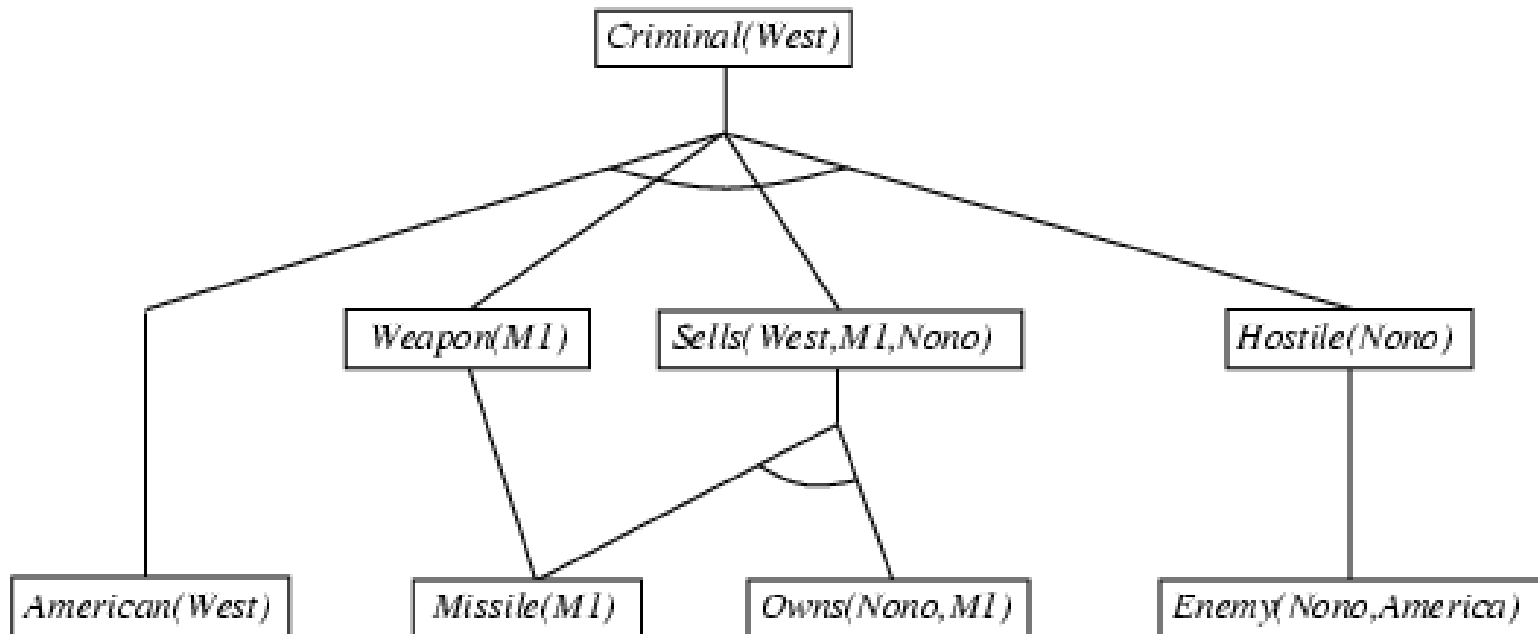 Criminal(West)
Weapon(M1)
Sells(West,M1,Nono)
Hostile(Nono)
American(West)
Missile(M1)
Owns(Nono,M1)
Enemy(Nono,America)